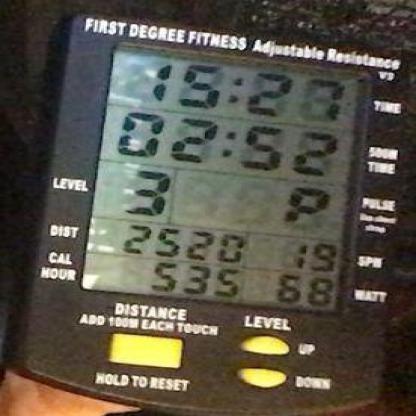 FIRST DEGREE FITNESS Adjustable Resistance
V3
15:27 TIME
02:52 500M TIME
LEVEL 3 P PULSE
DIST 2520 19 SPM
CAL HOUR 535 68 WATT
DISTANCE LEVEL
ADD 100M EACH TOUCH
UP
HOLD TO RESET DOWN